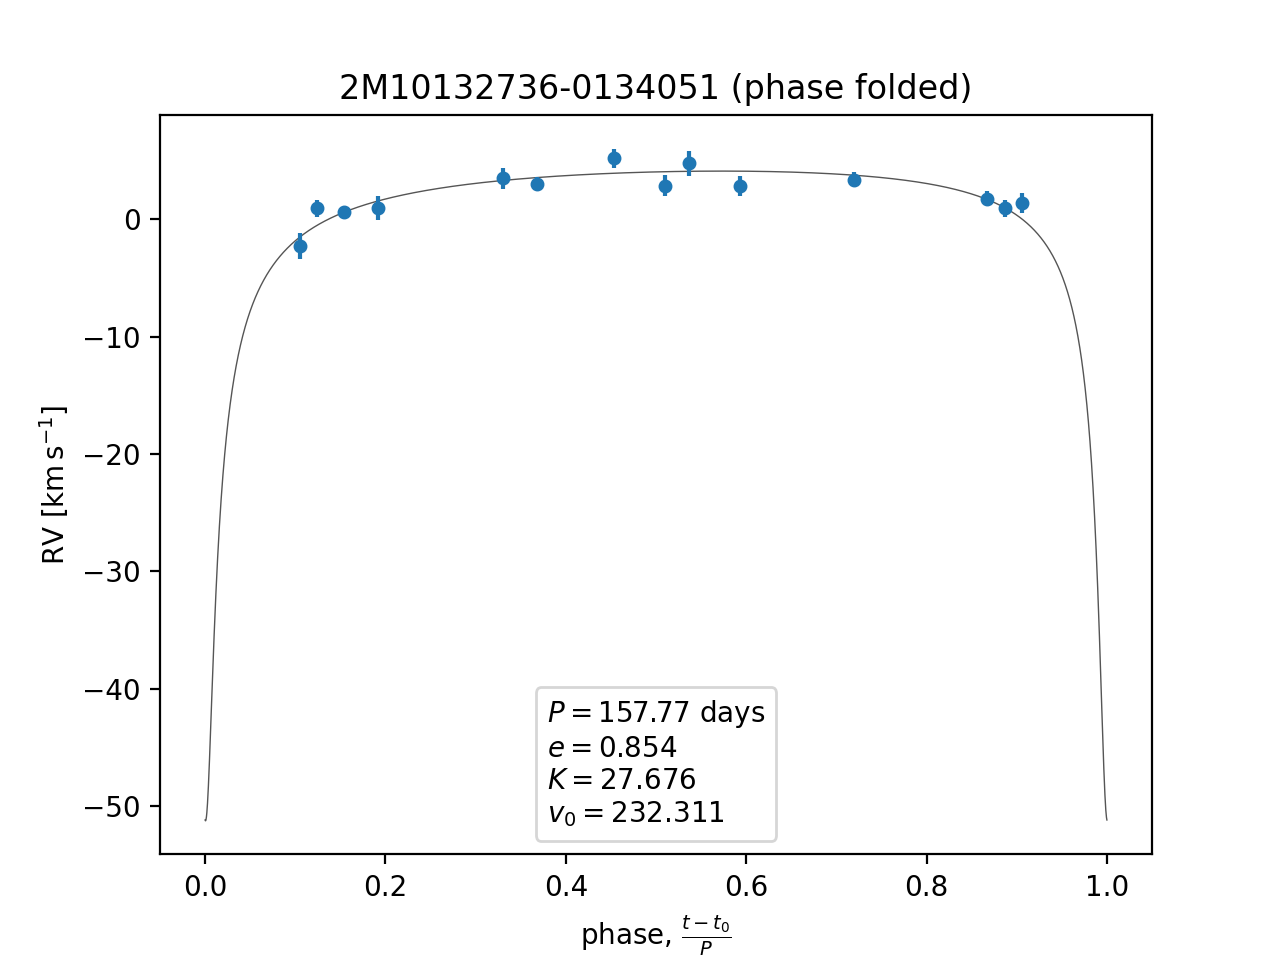 2M10132736-0134051 (phase folded)
RV [km s⁻¹]
0
−10
−20
−30
−40
−50
P = 157.77 days
e = 0.854
K = 27.676
v₀ = 232.311
0.0 0.2 0.4 0.6 0.8 1.0
phase, (t − t₀)/P